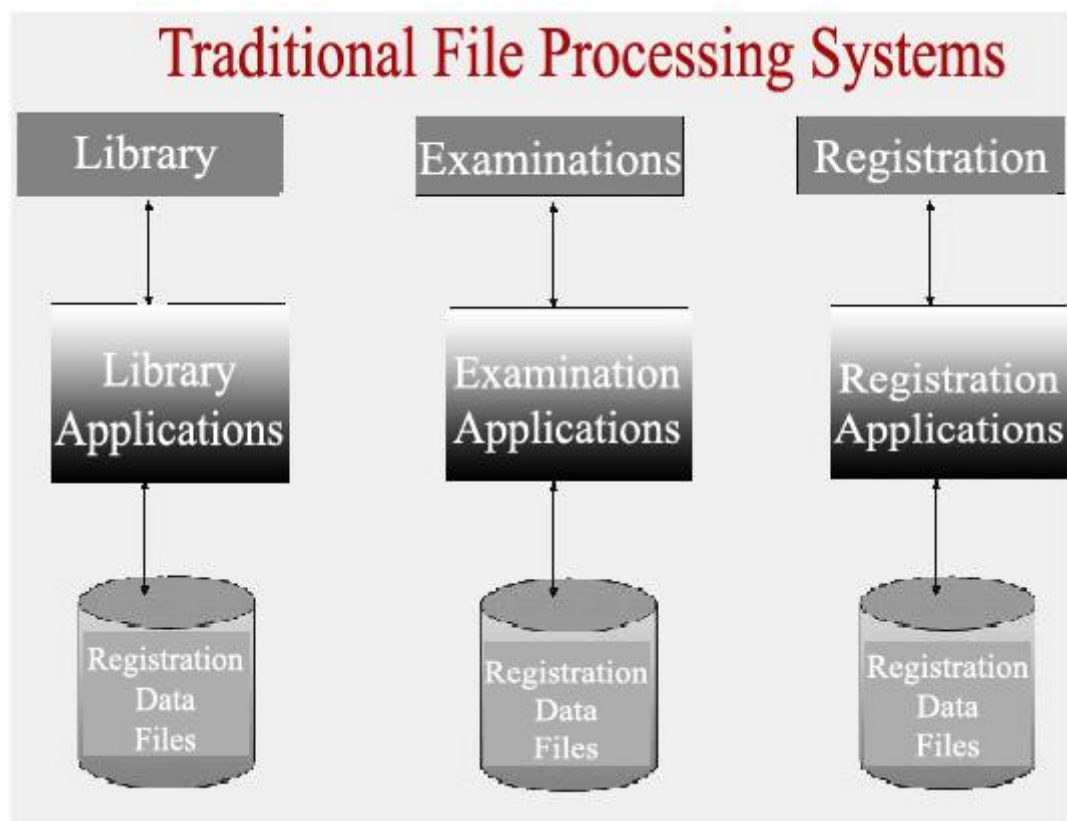 Traditional File Processing Systems
Library
Examinations
Registration
Library
Applications
Examination
Applications
Registration
Applications
Registration
Data
Files
Registration
Data
Files
Registration
Data
Files